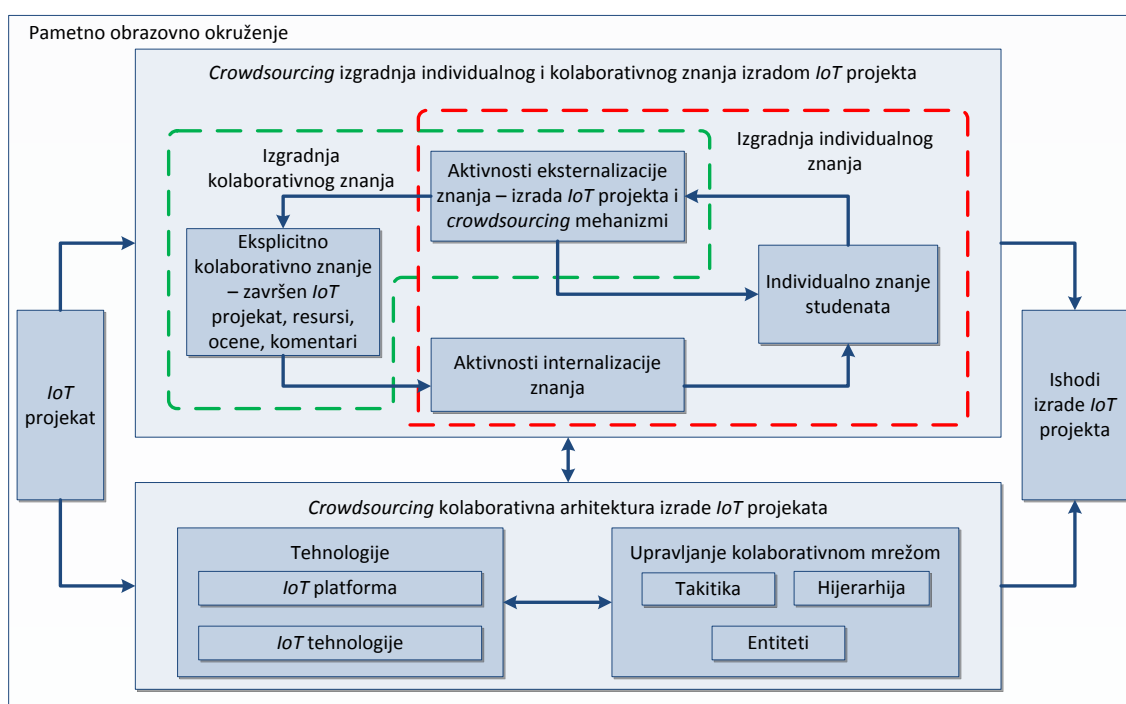 Pametno obrazovno okruženje
Crowdsourcing izgradnja individualnog i kolaborativnog znanja izradom IoT projekta
Izgradnja
kolaborativnog znanja
Aktivnosti eksternalizacije
znanja – izrada IoT projekta i
crowdsourcing mehanizmi
Izgradnja individualnog
znanja
Eksplicitno
kolaborativno znanje
– završen IoT
projekat, resursi,
ocene, komentari
Individualno znanje
studenata
Aktivnosti internalizacije
znanja
IoT
projekat
Ishodi
izrade IoT
projekta
Crowdsourcing kolaborativna arhitektura izrade IoT projekata
Tehnologije
IoT platforma
IoT tehnologije
Upravljanje kolaborativnom mrežom
Takitika
Hijerarhija
Entiteti